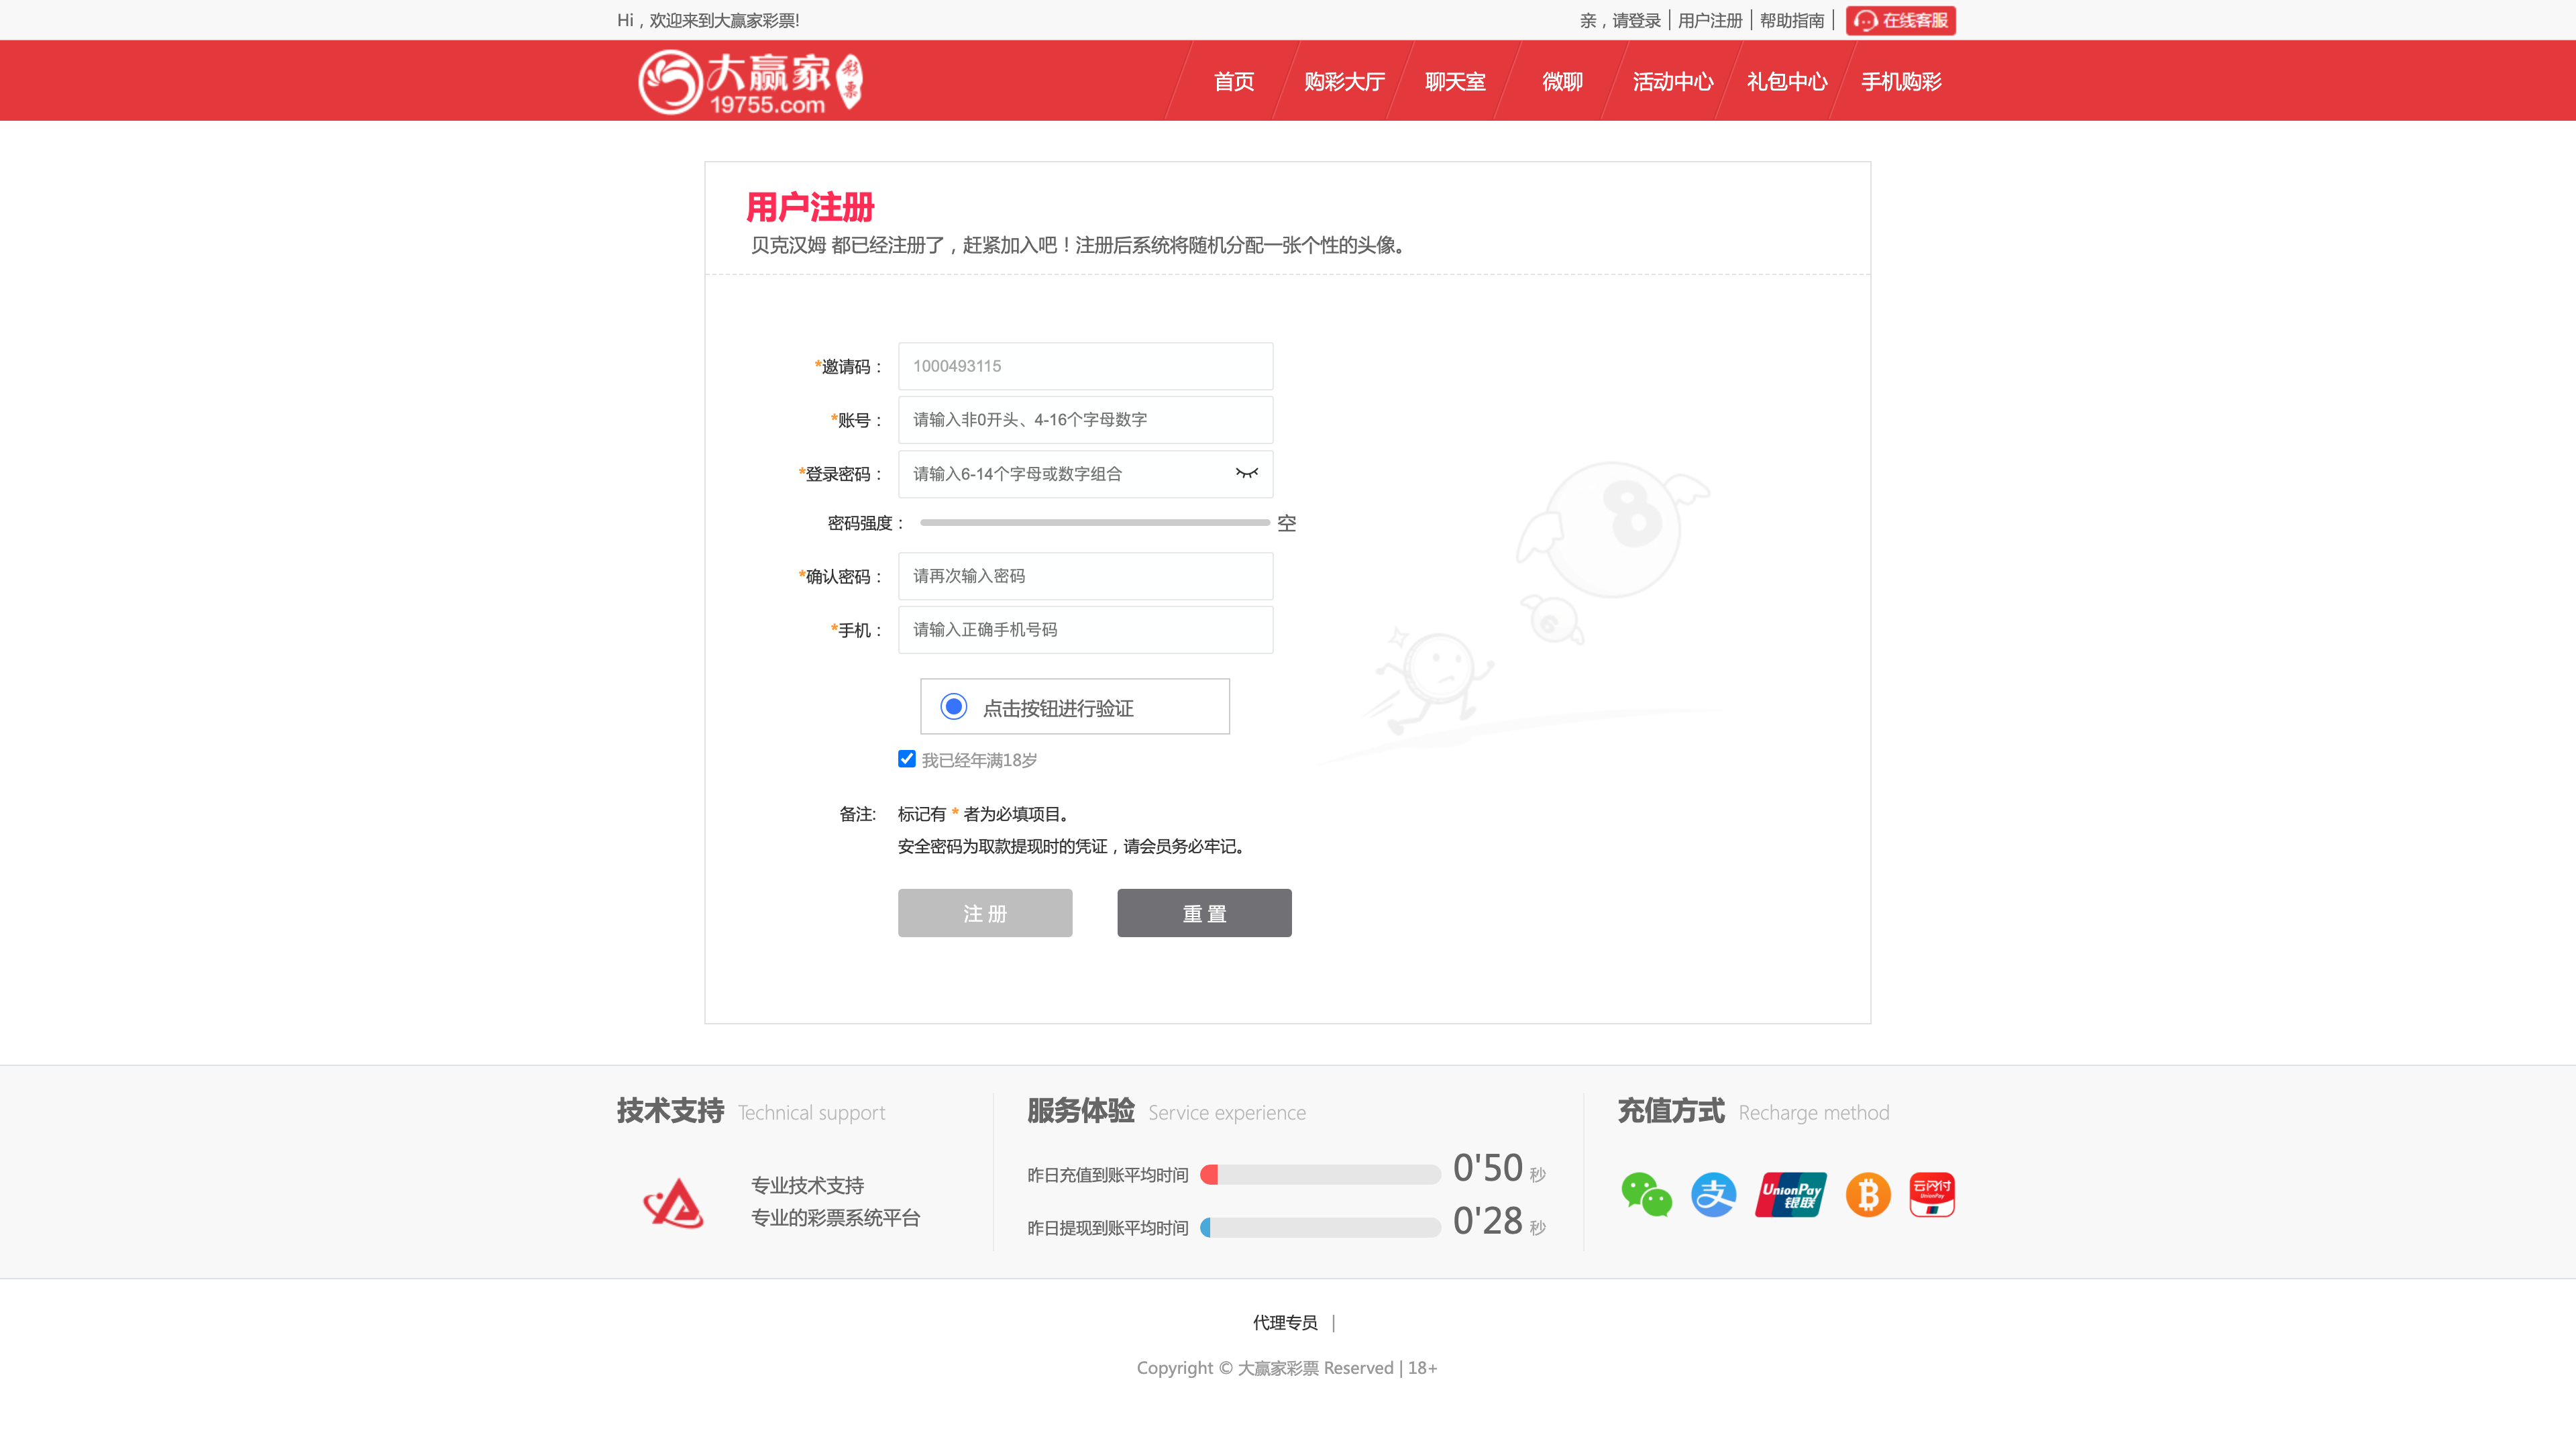 Hi，欢迎来到大赢家彩票!
亲，请登录 | 用户注册 | 帮助指南 | 在线客服
大赢家彩票
19755.com
首页 购彩大厅 聊天室 微聊 活动中心 礼包中心 手机购彩
用户注册
贝克汉姆 都已经注册了，赶紧加入吧！注册后系统将随机分配一张个性的头像。
*邀请码： 1000493115
*账号： 请输入非0开头、4-16个字母数字
*登录密码： 请输入6-14个字母或数字组合
密码强度： 空
*确认密码： 请再次输入密码
*手机： 请输入正确手机号码
8
6
点击按钮进行验证
我已经年满18岁
备注: 标记有 * 者为必填项目。
安全密码为取款提现时的凭证，请会员务必牢记。
注 册 重 置
技术支持 Technical support
专业技术支持
专业的彩票系统平台
服务体验 Service experience
昨日充值到账平均时间 0'50 秒
昨日提现到账平均时间 0'28 秒
充值方式 Recharge method
支 UnionPay 银联 云闪付 UnionPay
代理专员 |
Copyright © 大赢家彩票 Reserved | 18+